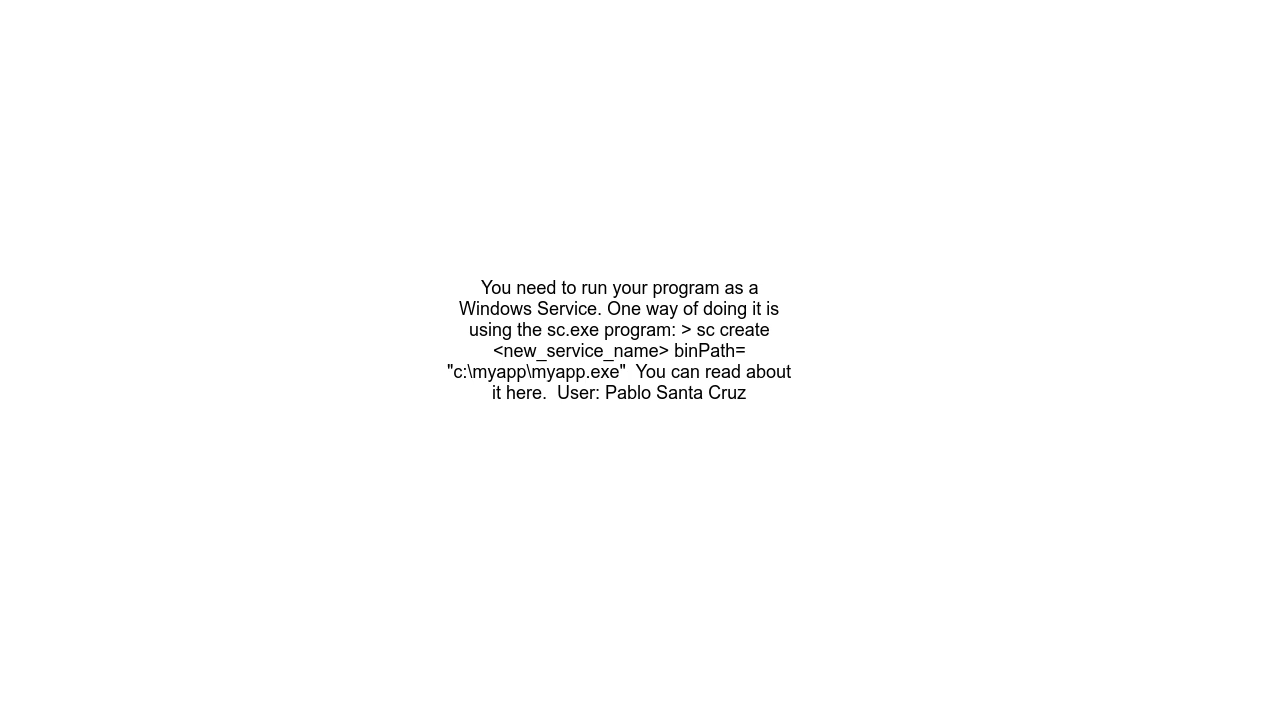 You need to run your program as a
Windows Service. One way of doing it is
using the sc.exe program: > sc create
<new_service_name> binPath=
"c:\myapp\myapp.exe"  You can read about
it here.  User: Pablo Santa Cruz